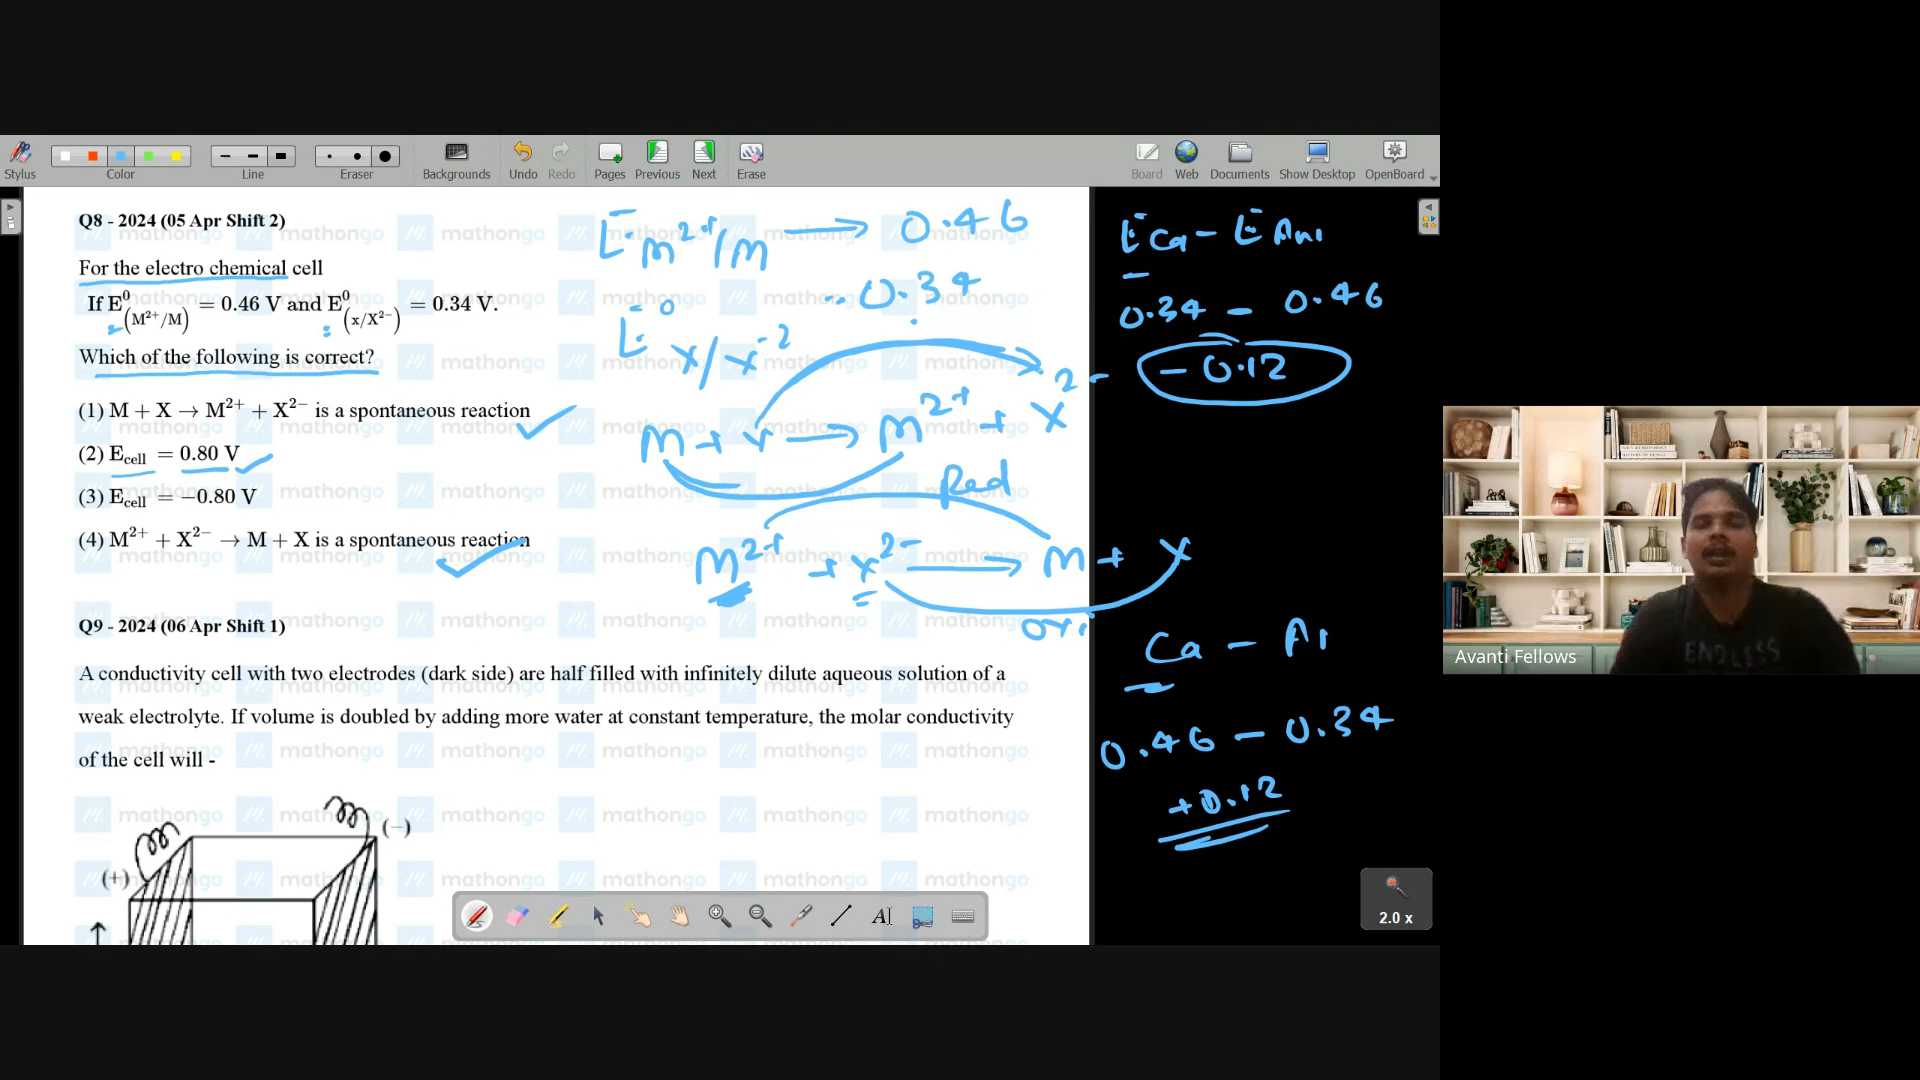 Stylus Color Line Eraser Backgrounds Undo Redo Pages Previous Next Erase Board Web Documents Show Desktop OpenBoard
Q8 - 2024 (05 Apr Shift 2)
For the electro chemical cell
If E⁰(M²⁺/M) = 0.46 V and E⁰(x/X²⁻) = 0.34 V.
Which of the following is correct?
(1) M + X → M²⁺ + X²⁻ is a spontaneous reaction
(2) Ecell = 0.80 V
(3) Ecell = −0.80 V
(4) M²⁺ + X²⁻ → M + X is a spontaneous reaction
E M²⁺/M → 0.46
0.34
E⁰ x/x⁻²
M + x → M²⁺ + X²⁻
Red
M²⁺ + x²⁻ → M + X
E Ca − E An
0.34 − 0.46
− 0.12
Ca − An
0.46 − 0.34
+0.12
Q9 - 2024 (06 Apr Shift 1)
A conductivity cell with two electrodes (dark side) are half filled with infinitely dilute aqueous solution of a
weak electrolyte. If volume is doubled by adding more water at constant temperature, the molar conductivity
of the cell will -
(−)
(+)
mathongo
2.0 x
Avanti Fellows
ENDLESS